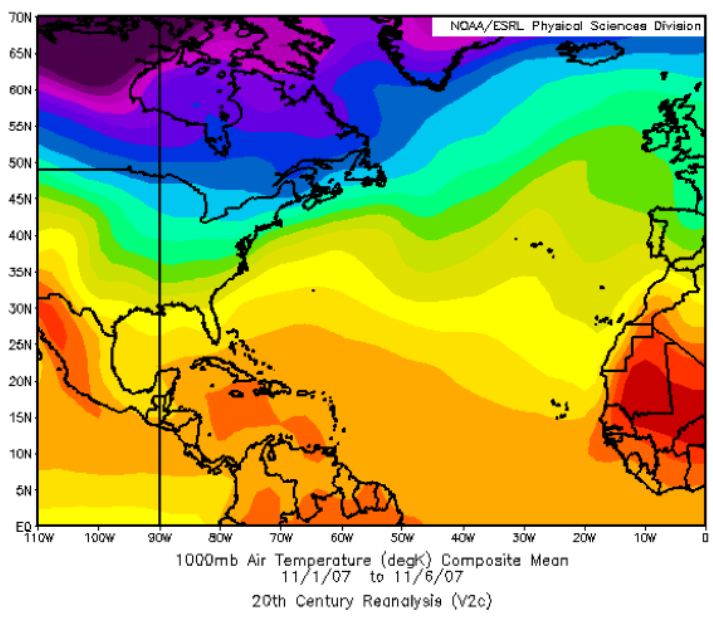 NOAA/ESRL Physical Sciences Division
70N
65N
60N
55N
50N
45N
40N
35N
30N
25N
20N
15N
10N
5N
EQ
110W 100W 90W 80W 70W 60W 50W 40W 30W 20W 10W 0
1000mb Air Temperature (degK) Composite Mean
11/1/07 to 11/6/07
20th Century Reanalysis (V2c)